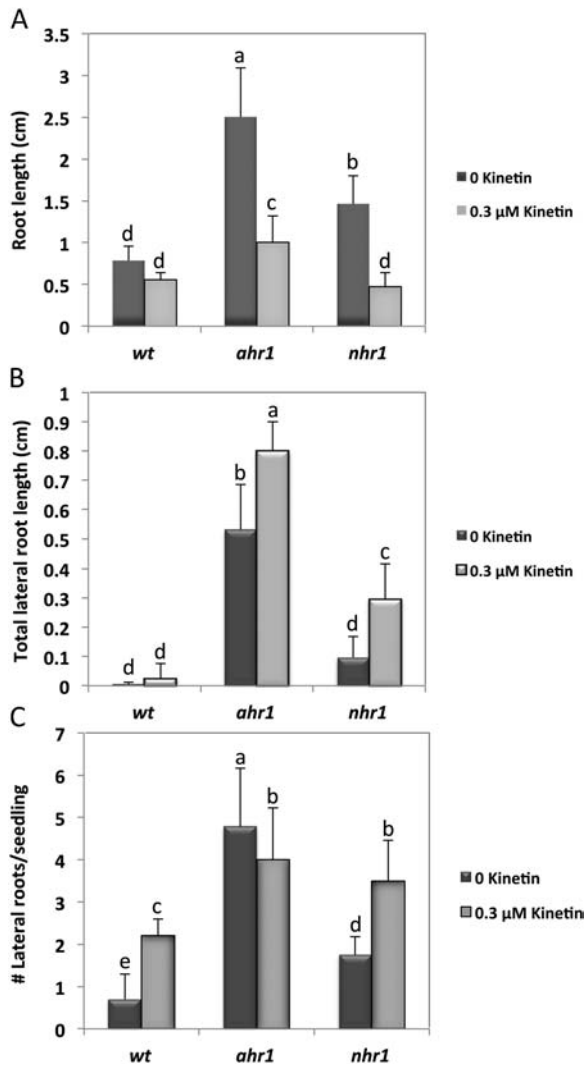 A
Root length (cm)
3.5
3
2.5
2
1.5
1
0.5
0
d
d
a
c
b
d
wt
ahr1
nhr1
0 Kinetin
0.3 µM Kinetin
B
Total lateral root length (cm)
1
0.9
0.8
0.7
0.6
0.5
0.4
0.3
0.2
0.1
0
d
d
b
a
d
c
wt
ahr1
nhr1
0 Kinetin
0.3 µM Kinetin
C
# Lateral roots/seedling
7
6
5
4
3
2
1
0
e
c
a
b
d
b
wt
ahr1
nhr1
0 Kinetin
0.3 µM Kinetin